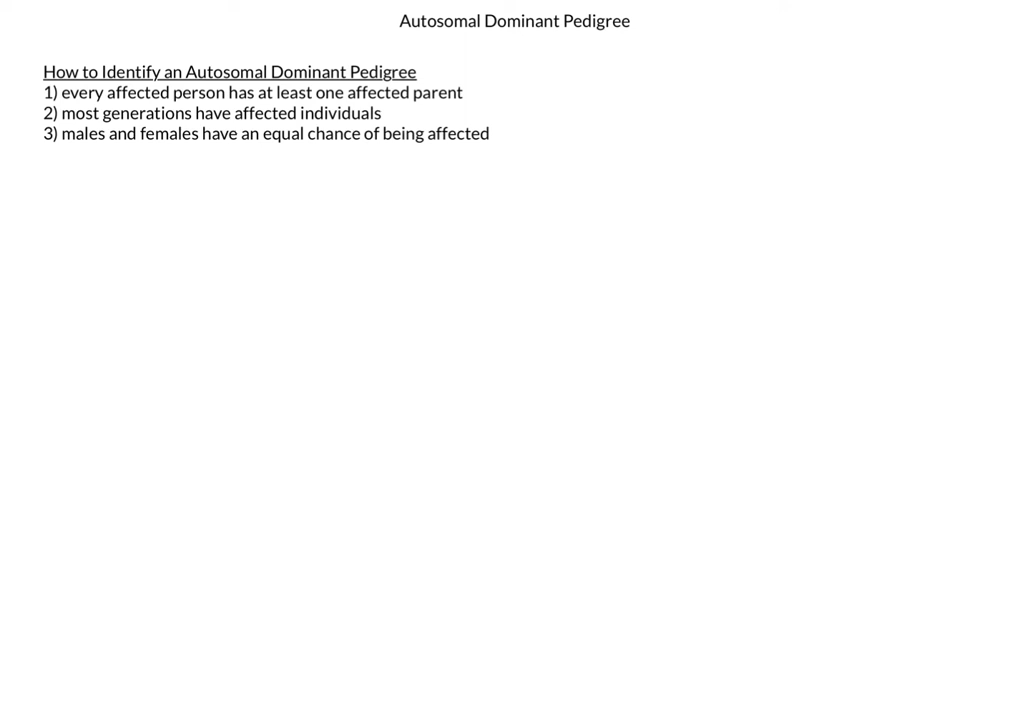 Autosomal Dominant Pedigree
How to Identify an Autosomal Dominant Pedigree
1) every affected person has at least one affected parent
2) most generations have affected individuals
3) males and females have an equal chance of being affected